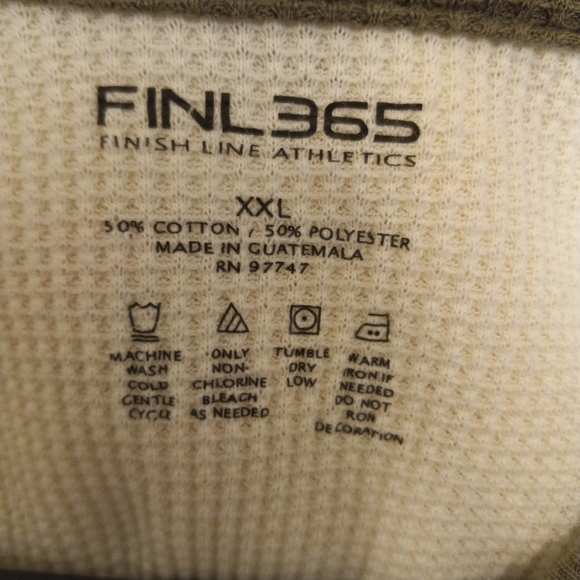 FINL365
FINISH LINE ATHLETICS
XXL
50% COTTON / 50% POLYESTER
MADE IN GUATEMALA
RN 97747
MACHINE
WASH
COLD
GENTLE
CYCLE
ONLY
NON-
CHLORINE
BLEACH
AS NEEDED
TUMBLE
DRY
LOW
WARM
IRON IF
NEEDED
DO NOT
IRON
DECORATION